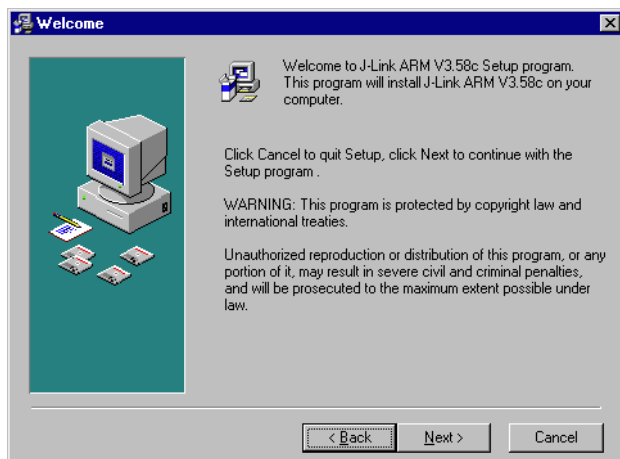 Welcome
Welcome to J-Link ARM V3.58c Setup program.
This program will install J-Link ARM V3.58c on your
computer.
Click Cancel to quit Setup, click Next to continue with the
Setup program .
WARNING: This program is protected by copyright law and
international treaties.
Unauthorized reproduction or distribution of this program, or any
portion of it, may result in severe civil and criminal penalties,
and will be prosecuted to the maximum extent possible under
law.
< Back
Next >
Cancel